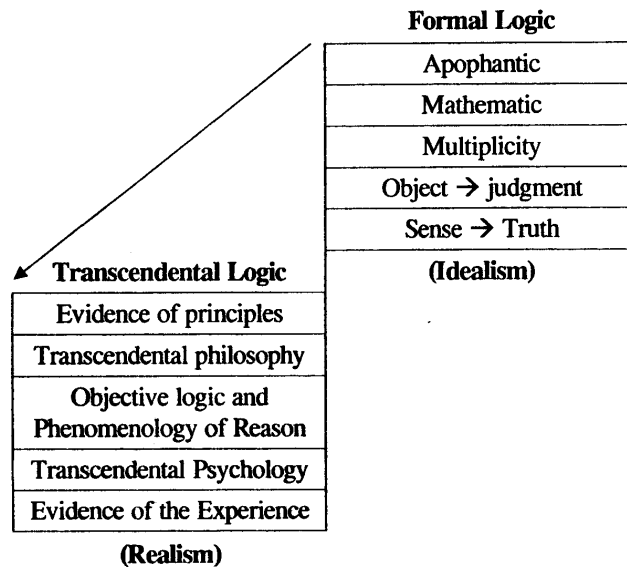 Formal Logic
Apophantic
Mathematic
Multiplicity
Object → judgment
Sense → Truth
(Idealism)
Transcendental Logic
Evidence of principles
Transcendental philosophy
Objective logic and
Phenomenology of Reason
Transcendental Psychology
Evidence of the Experience
(Realism)